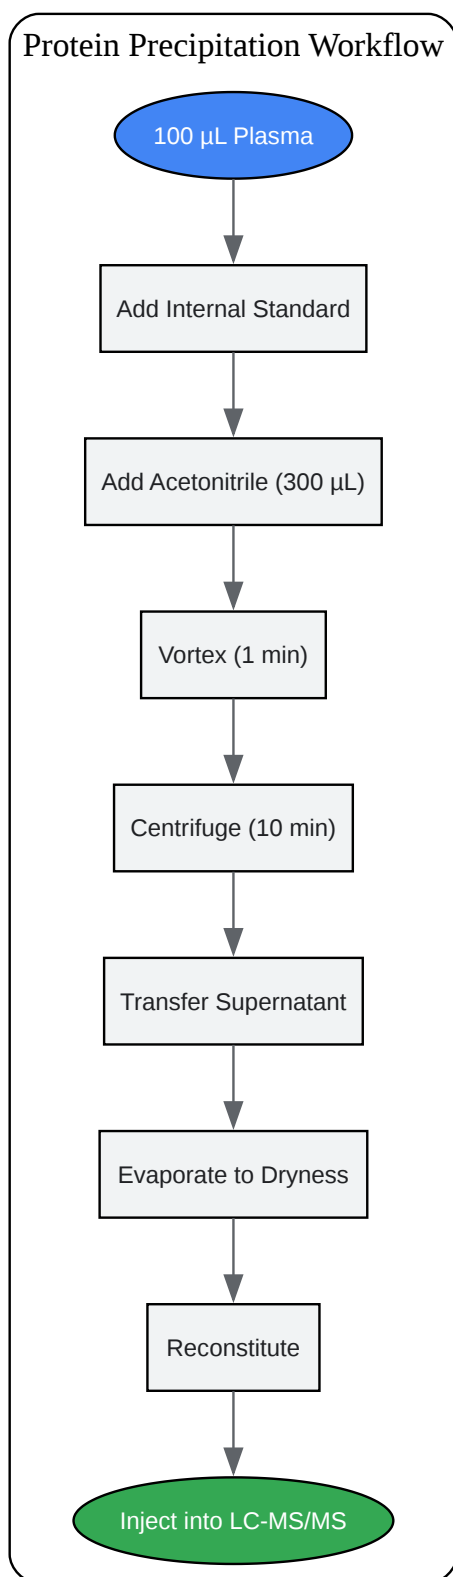 Protein Precipitation Workflow
100 µL Plasma
Add Internal Standard
Add Acetonitrile (300 µL)
Vortex (1 min)
Centrifuge (10 min)
Transfer Supernatant
Evaporate to Dryness
Reconstitute
Inject into LC-MS/MS